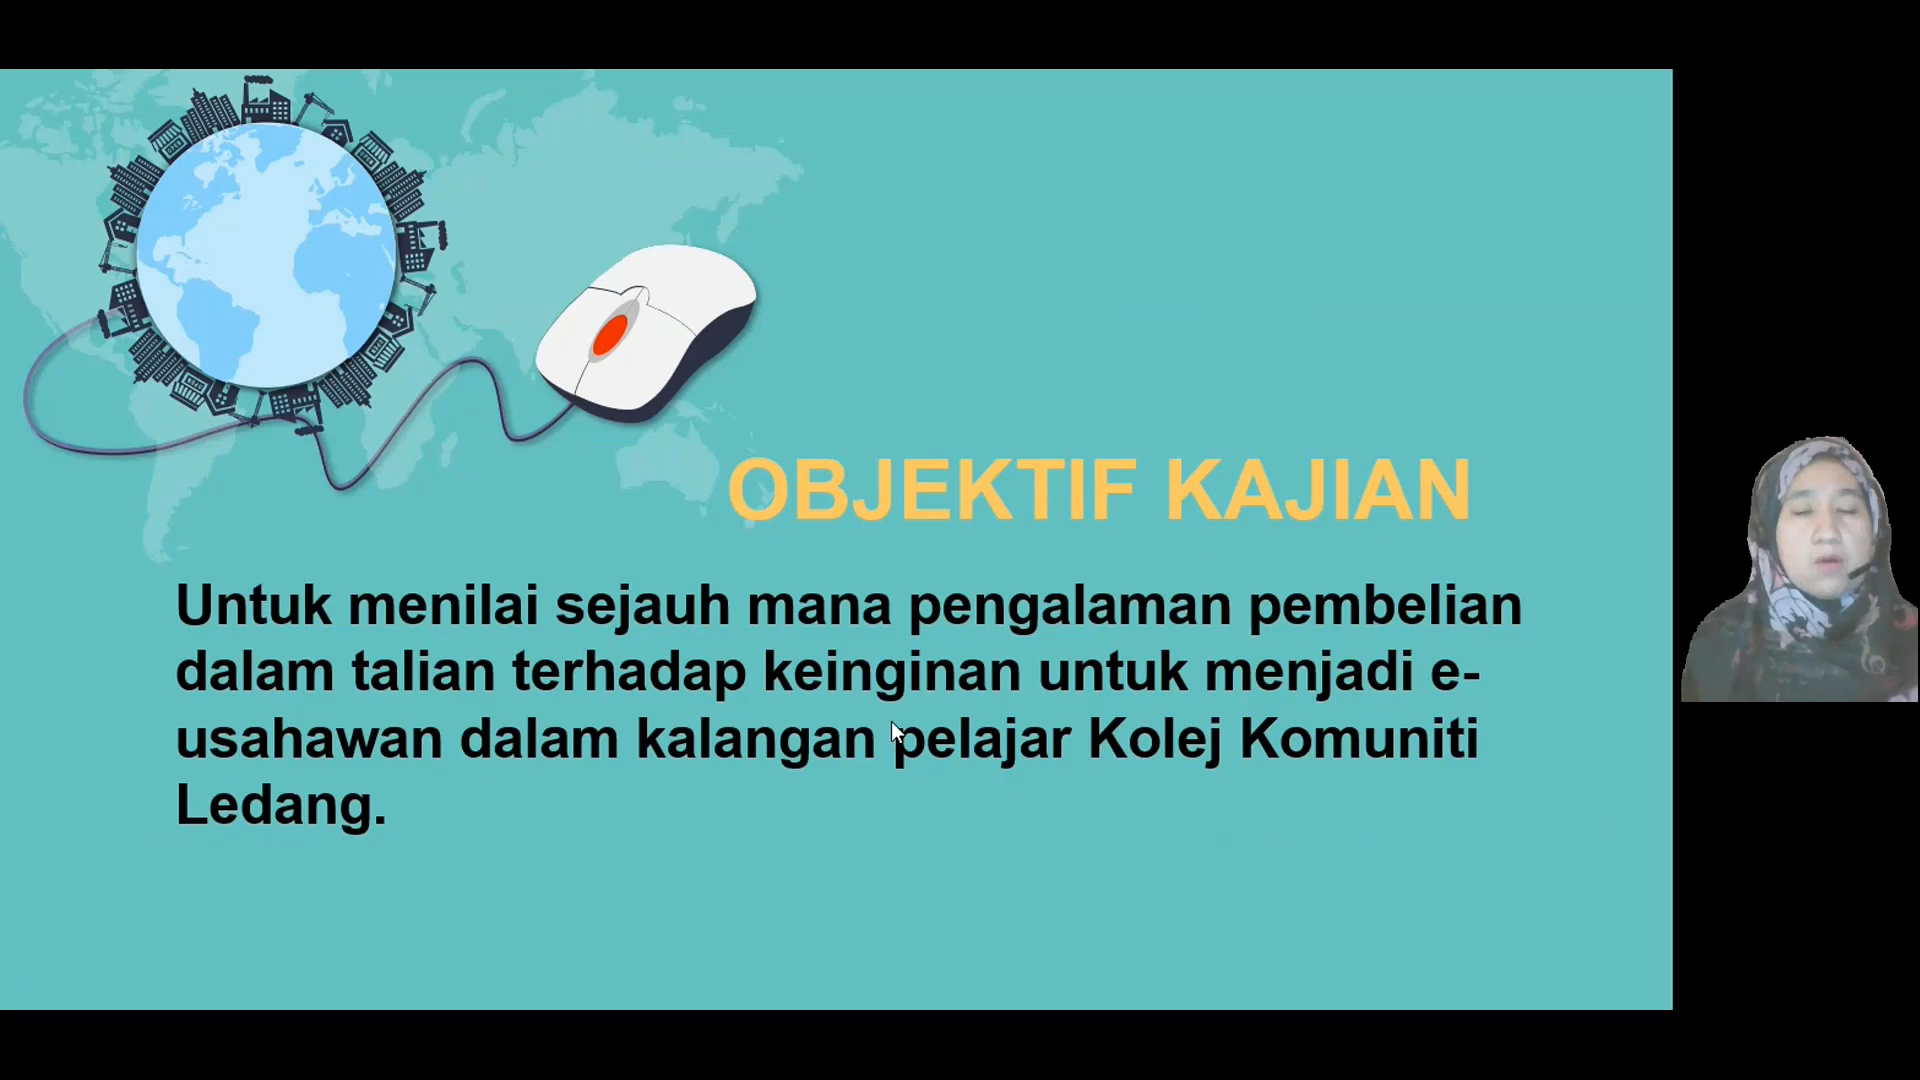 OBJEKTIF KAJIAN
Untuk menilai sejauh mana pengalaman pembelian
dalam talian terhadap keinginan untuk menjadi e-
usahawan dalam kalangan pelajar Kolej Komuniti
Ledang.